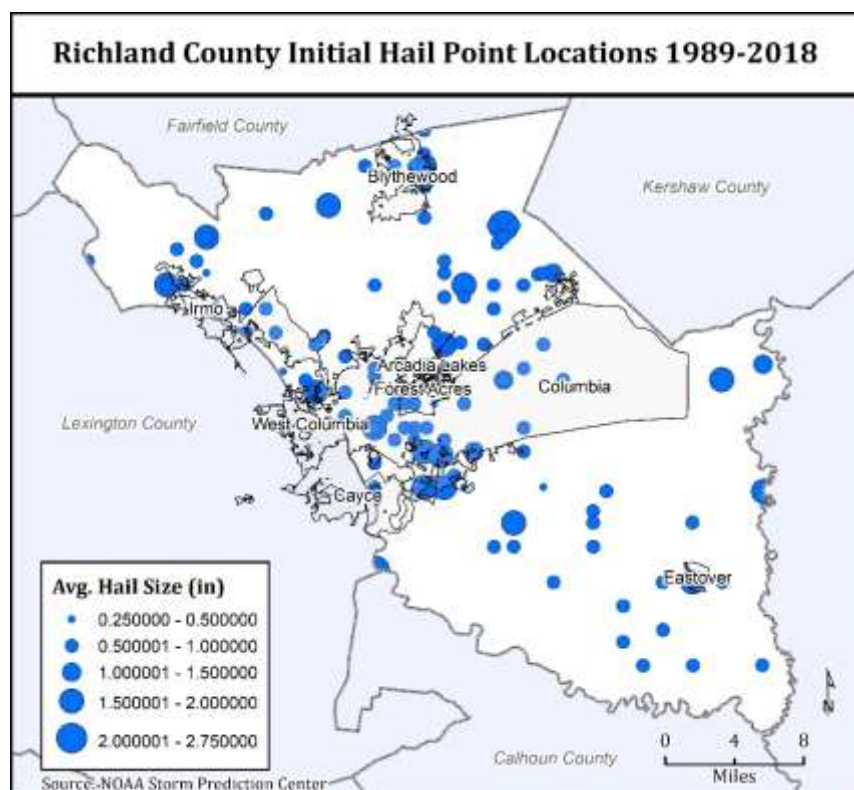 Richland County Initial Hail Point Locations 1989-2018
Fairfield County
Kershaw County
Blythewood
Irmo
Arcadia Lakes
Forest Acres
Columbia
Lexington County
West Columbia
Cayce
Eastover
Avg. Hail Size (in)
0.250000 - 0.500000
0.500001 - 1.000000
1.000001 - 1.500000
1.500001 - 2.000000
2.000001 - 2.750000
Calhoun County
N
0 3 6 8
Miles
Source: NOAA Storm Prediction Center